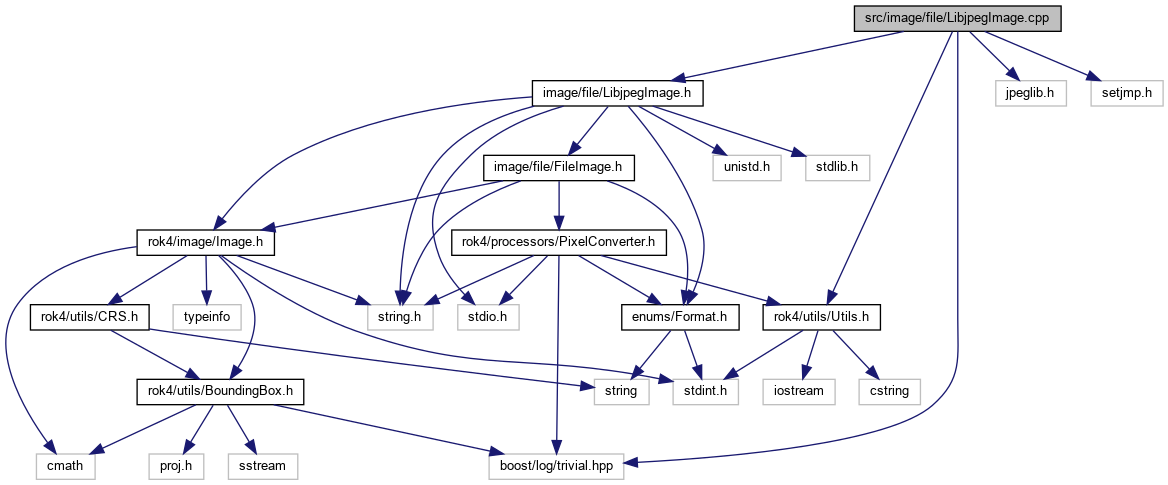 src/image/file/LibjpegImage.cpp
image/file/LibjpegImage.h
jpeglib.h
setjmp.h
image/file/FileImage.h
unistd.h
stdlib.h
rok4/image/Image.h
rok4/processors/PixelConverter.h
rok4/utils/CRS.h
typeinfo
string.h
stdio.h
enums/Format.h
rok4/utils/Utils.h
rok4/utils/BoundingBox.h
string
stdint.h
iostream
cstring
cmath
proj.h
sstream
boost/log/trivial.hpp